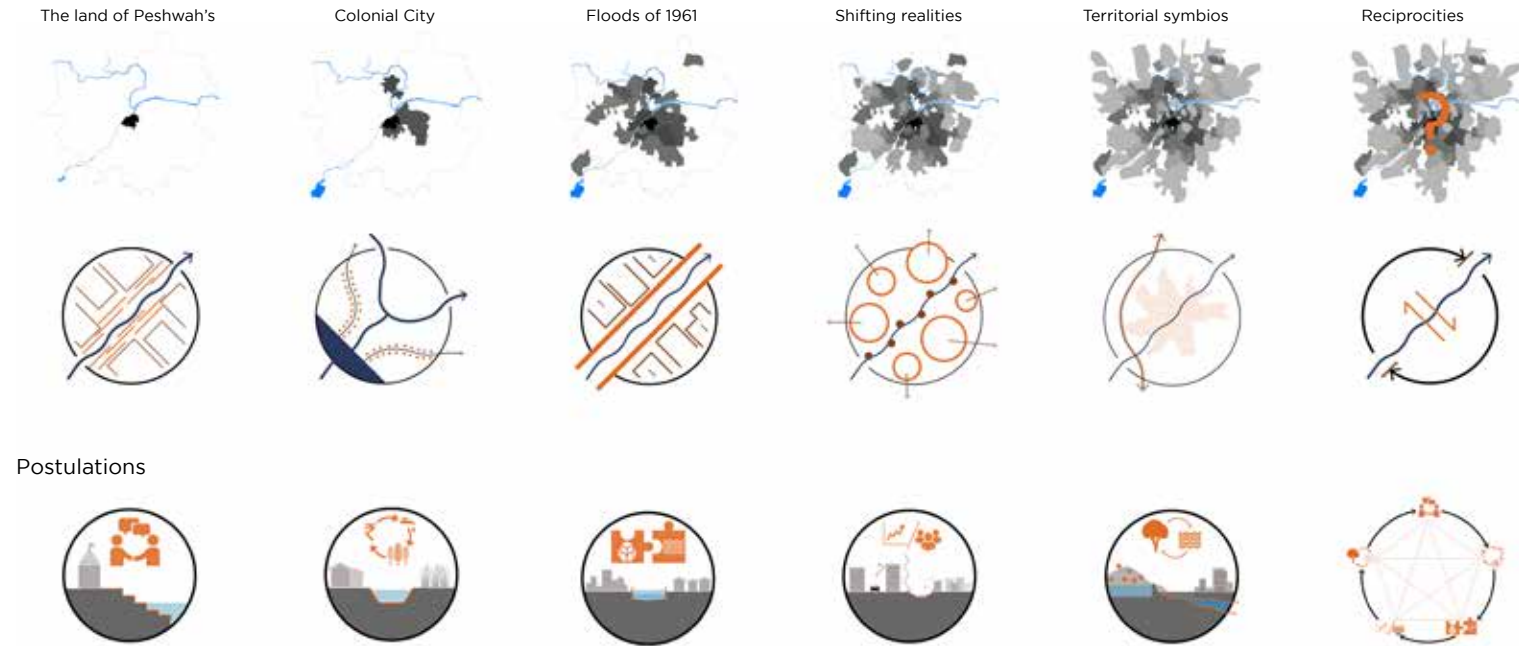 The land of Peshwah's
Colonial City
Floods of 1961
Shifting realities
Territorial symbios
Reciprocities
?
Postulations